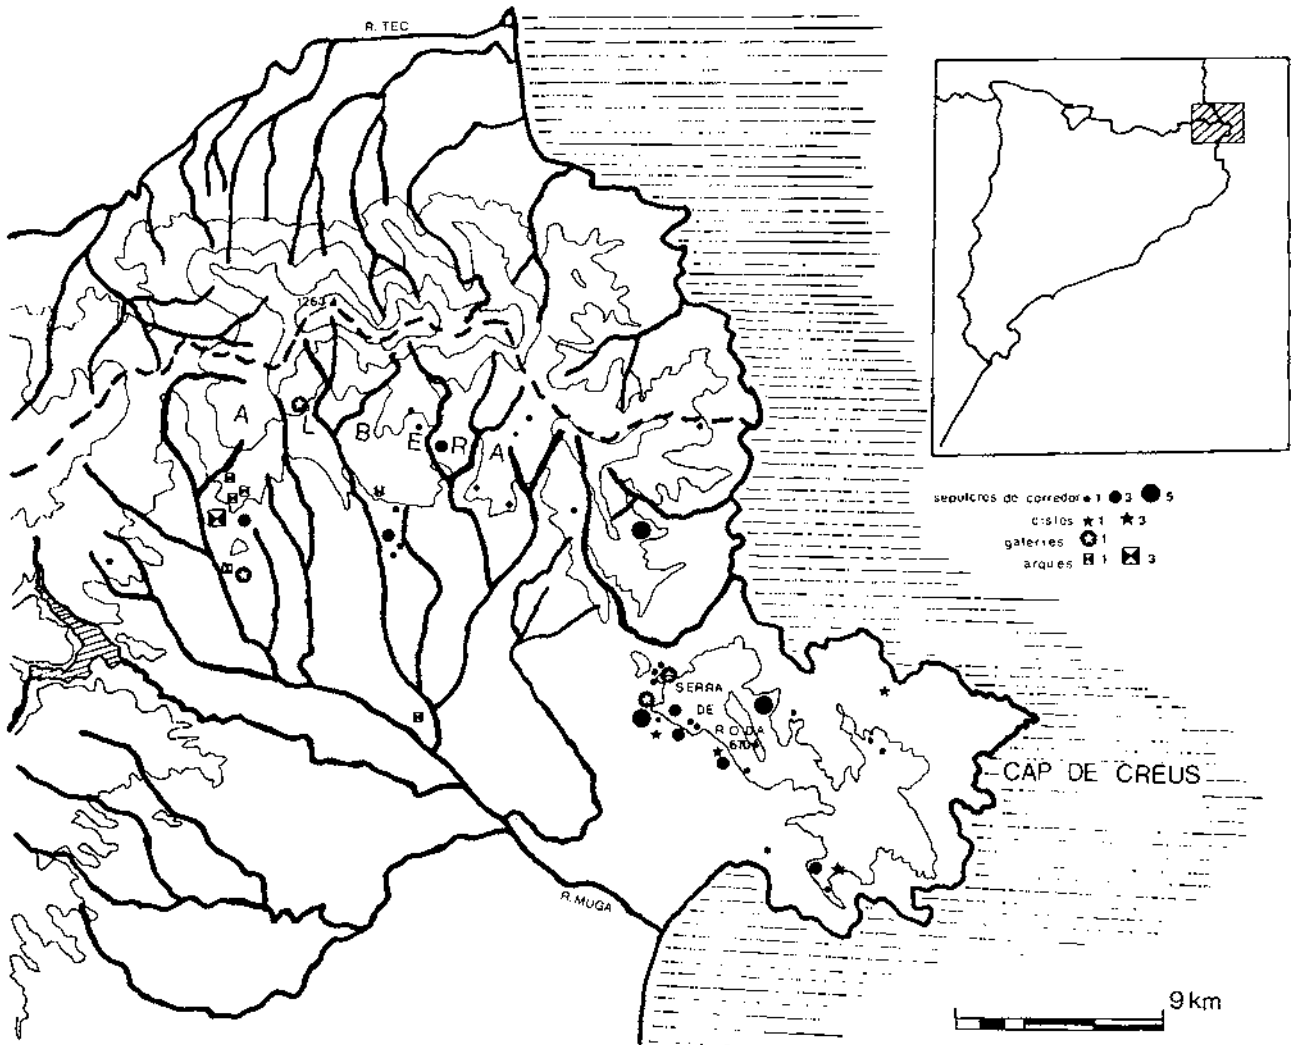 R. TEC
1263
A L B E R A
sepulcres de corredor 1 3 5
cistes 1 3
galeries 1
arques 1 3
SERRA
DE
RODA
670
CAP DE CREUS
R. MUGA
9 km